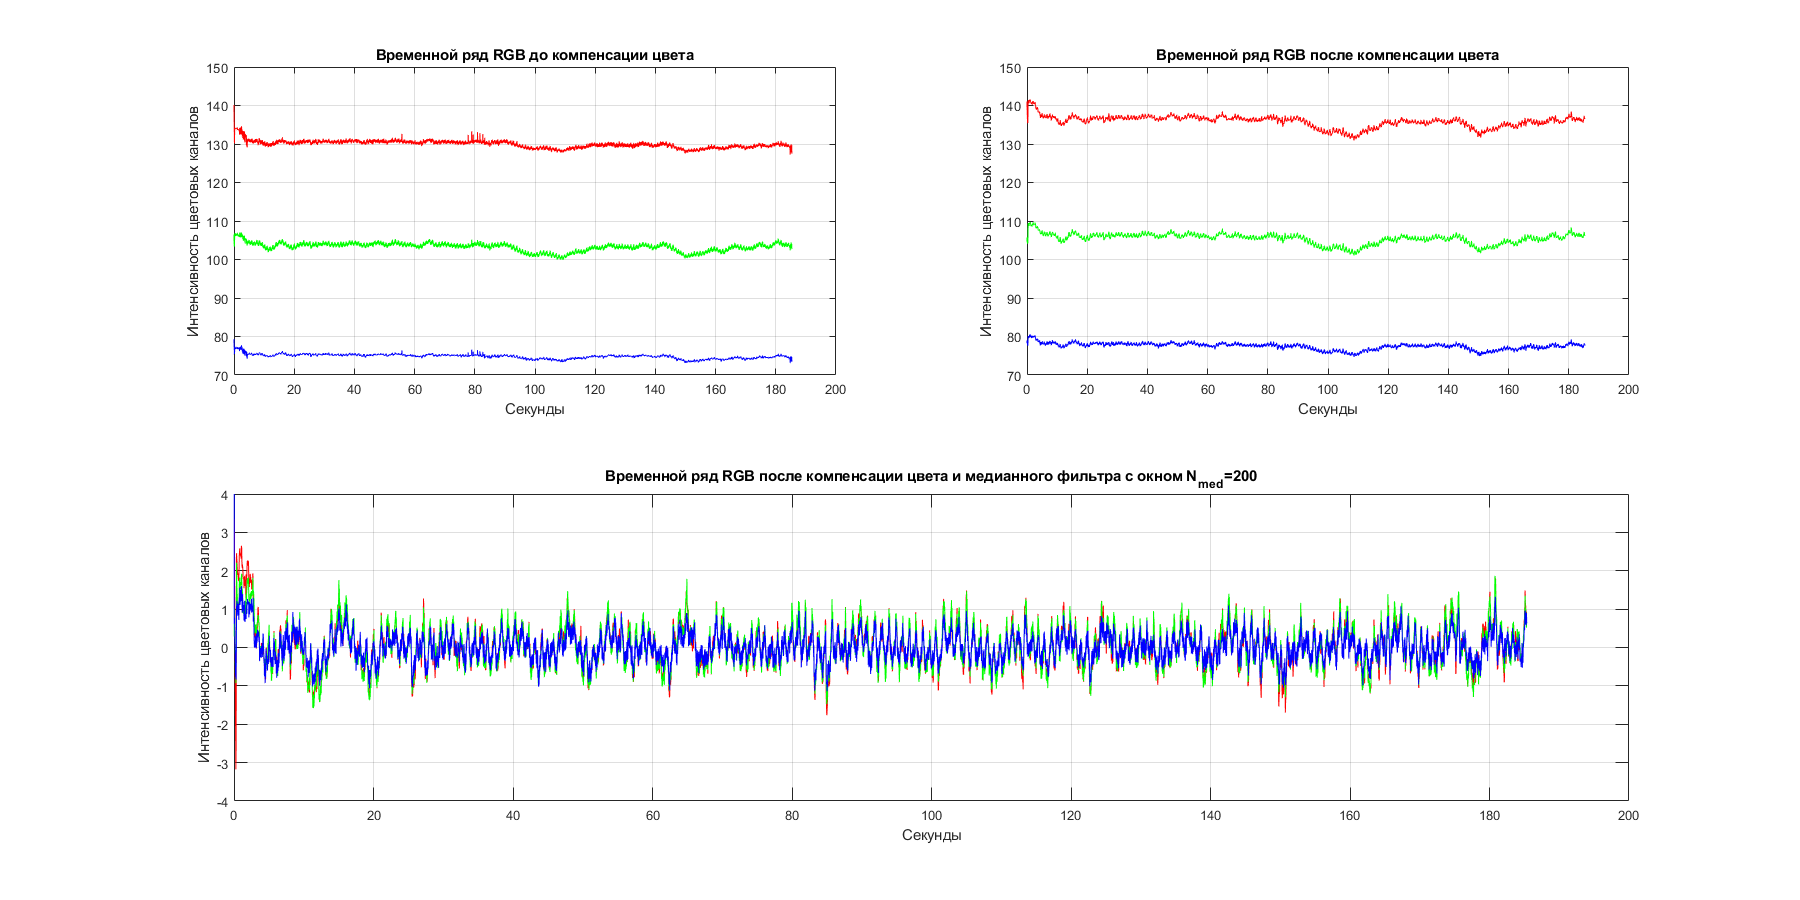 Временной ряд RGB до компенсации цвета
Интенсивность цветовых каналов
150
140
130
120
110
100
90
80
70
0 20 40 60 80 100 120 140 160 180 200
Секунды
Временной ряд RGB после компенсации цвета
Интенсивность цветовых каналов
150
140
130
120
110
100
90
80
70
0 20 40 60 80 100 120 140 160 180 200
Секунды
Временной ряд RGB после компенсации цвета и медианного фильтра с окном N_med=200
Интенсивность цветовых каналов
4
3
2
1
0
-1
-2
-3
-4
0 20 40 60 80 100 120 140 160 180 200
Секунды